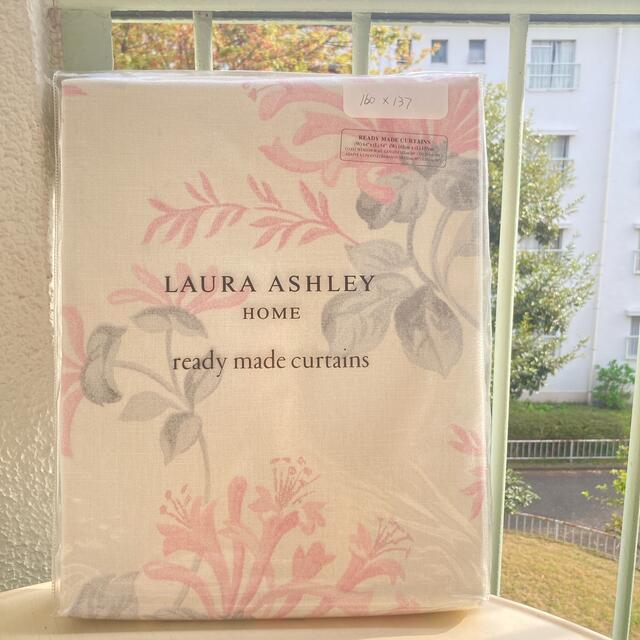 160 x 137
READY MADE CURTAINS
LAURA ASHLEY
HOME
ready made curtains